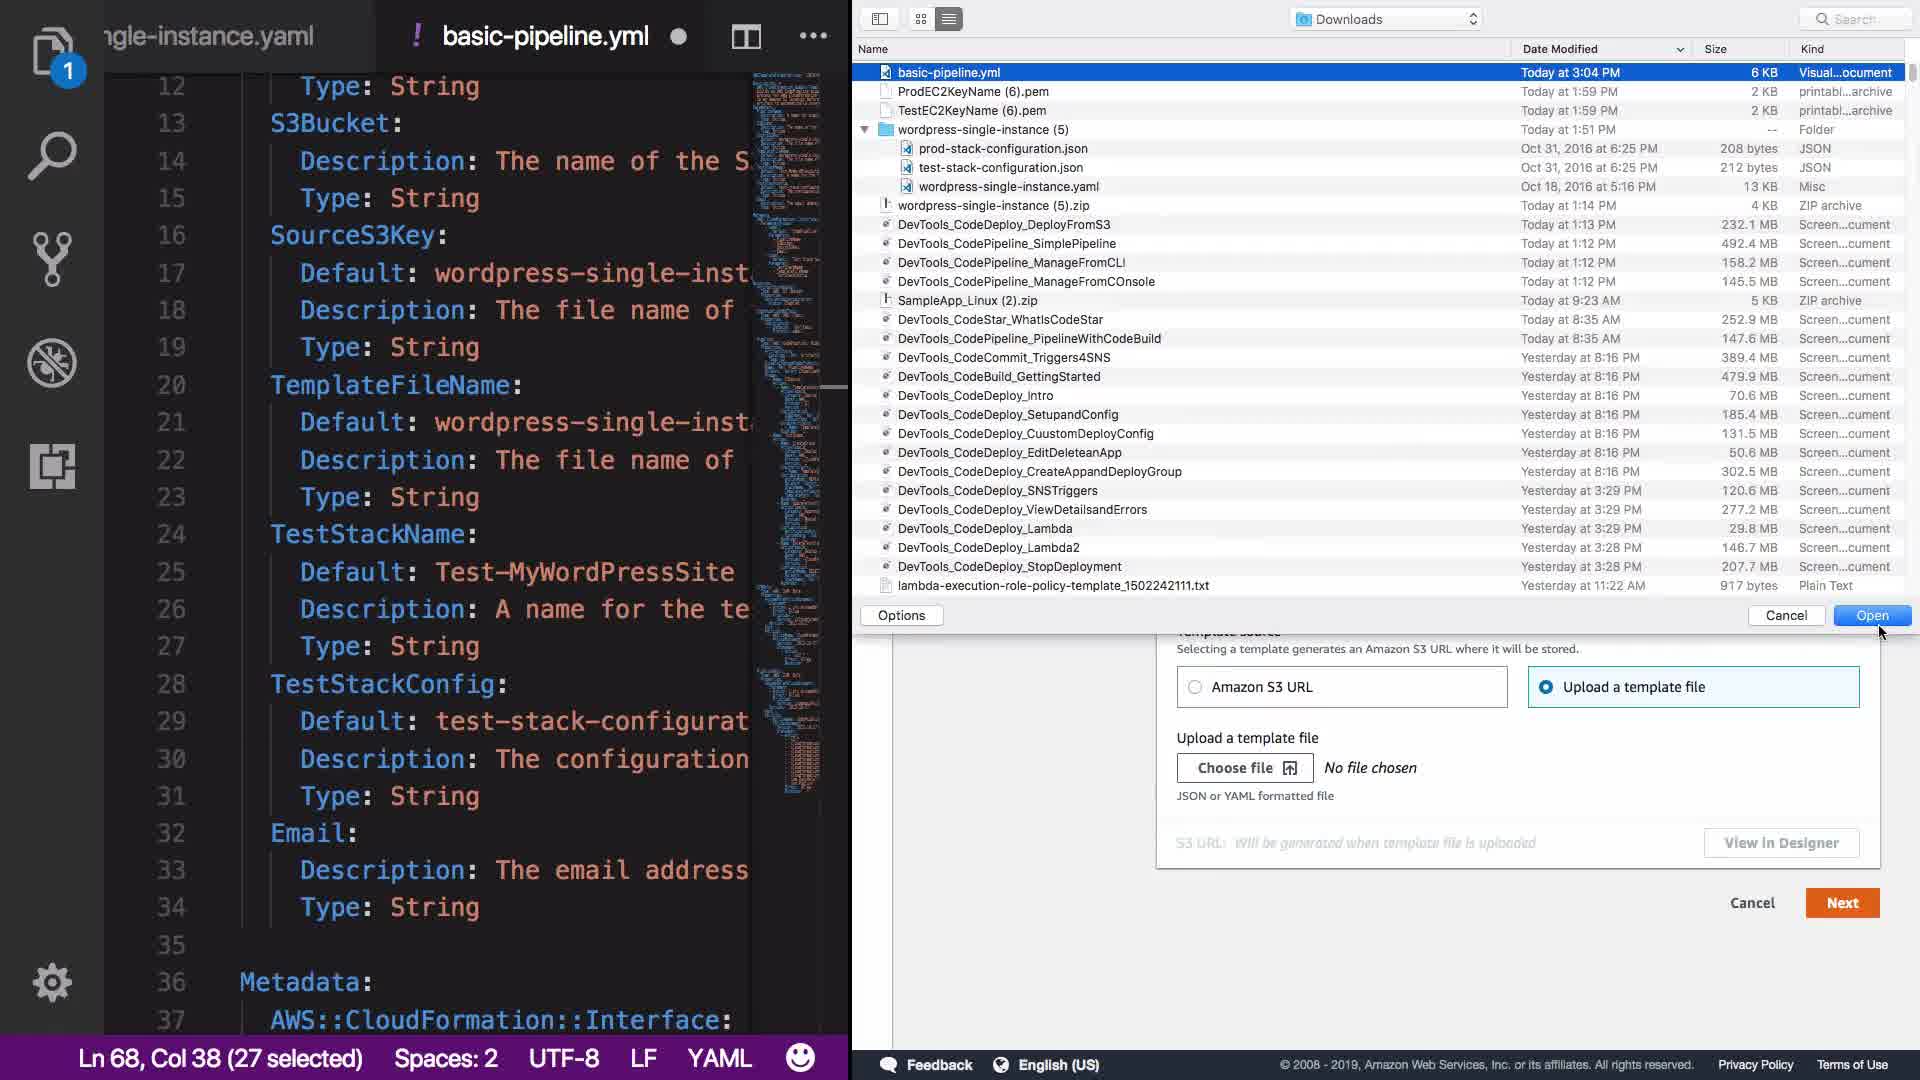 ngle-instance.yaml
! basic-pipeline.yml
1
12 Type: String
13 S3Bucket:
14 Description: The name of the S
15 Type: String
16 SourceS3Key:
17 Default: wordpress-single-inst
18 Description: The file name of
19 Type: String
20 TemplateFileName:
21 Default: wordpress-single-inst
22 Description: The file name of
23 Type: String
24 TestStackName:
25 Default: Test-MyWordPressSite
26 Description: A name for the te
27 Type: String
28 TestStackConfig:
29 Default: test-stack-configurat
30 Description: The configuration
31 Type: String
32 Email:
33 Description: The email address
34 Type: String
35
36 Metadata:
37 AWS::CloudFormation::Interface:
Ln 68, Col 38 (27 selected) Spaces: 2 UTF-8 LF YAML
Downloads
Search
Name Date Modified Size Kind
basic-pipeline.yml Today at 3:04 PM 6 KB Visual...ocument
ProdEC2KeyName (6).pem Today at 1:59 PM 2 KB printabl...archive
TestEC2KeyName (6).pem Today at 1:59 PM 2 KB printabl...archive
wordpress-single-instance (5) Today at 1:51 PM -- Folder
prod-stack-configuration.json Oct 31, 2016 at 6:25 PM 208 bytes JSON
test-stack-configuration.json Oct 31, 2016 at 6:25 PM 212 bytes JSON
wordpress-single-instance.yaml Oct 18, 2016 at 5:16 PM 13 KB Misc
wordpress-single-instance (5).zip Today at 1:14 PM 4 KB ZIP archive
DevTools_CodeDeploy_DeployFromS3 Today at 1:13 PM 232.1 MB Screen...cument
DevTools_CodePipeline_SimplePipeline Today at 1:12 PM 492.4 MB Screen...cument
DevTools_CodePipeline_ManageFromCLI Today at 1:12 PM 158.2 MB Screen...cument
DevTools_CodePipeline_ManageFromCOnsole Today at 1:12 PM 145.5 MB Screen...cument
SampleApp_Linux (2).zip Today at 9:23 AM 5 KB ZIP archive
DevTools_CodeStar_WhatIsCodeStar Today at 8:35 AM 252.9 MB Screen...cument
DevTools_CodePipeline_PipelineWithCodeBuild Today at 8:35 AM 147.6 MB Screen...cument
DevTools_CodeCommit_Triggers4SNS Yesterday at 8:16 PM 389.4 MB Screen...cument
DevTools_CodeBuild_GettingStarted Yesterday at 8:16 PM 479.9 MB Screen...cument
DevTools_CodeDeploy_Intro Yesterday at 8:16 PM 70.6 MB Screen...cument
DevTools_CodeDeploy_SetupandConfig Yesterday at 8:16 PM 185.4 MB Screen...cument
DevTools_CodeDeploy_CuustomDeployConfig Yesterday at 8:16 PM 131.5 MB Screen...cument
DevTools_CodeDeploy_EditDeleteanApp Yesterday at 8:16 PM 50.6 MB Screen...cument
DevTools_CodeDeploy_CreateAppandDeployGroup Yesterday at 8:16 PM 302.5 MB Screen...cument
DevTools_CodeDeploy_SNSTriggers Yesterday at 3:29 PM 120.6 MB Screen...cument
DevTools_CodeDeploy_ViewDetailsandErrors Yesterday at 3:29 PM 277.2 MB Screen...cument
DevTools_CodeDeploy_Lambda Yesterday at 3:29 PM 29.8 MB Screen...cument
DevTools_CodeDeploy_Lambda2 Yesterday at 3:28 PM 146.7 MB Screen...cument
DevTools_CodeDeploy_StopDeployment Yesterday at 3:28 PM 207.7 MB Screen...cument
lambda-execution-role-policy-template_1502242111.txt Yesterday at 11:22 AM 917 bytes Plain Text
Options Cancel Open
Template source
Selecting a template generates an Amazon S3 URL where it will be stored.
Amazon S3 URL Upload a template file
Upload a template file
Choose file No file chosen
JSON or YAML formatted file
S3 URL: Will be generated when template file is uploaded View in Designer
Cancel Next
Feedback English (US) © 2008 - 2019, Amazon Web Services, Inc. or its affiliates. All rights reserved. Privacy Policy Terms of Use